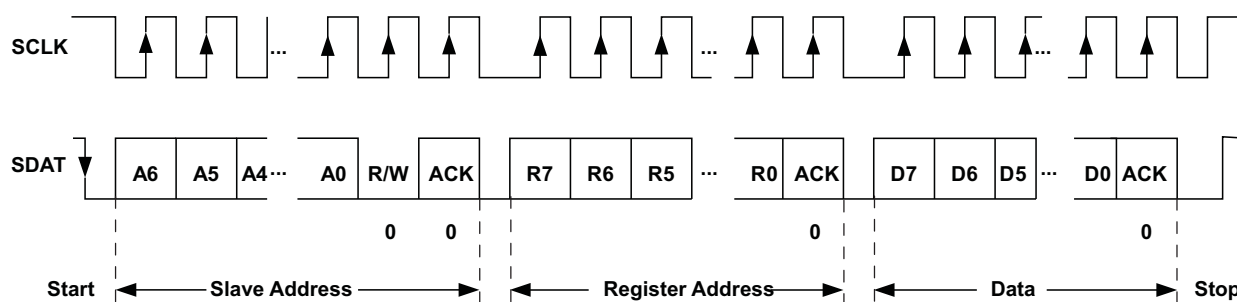 SCLK
... ... ...
SDAT
A6 A5 A4 ... A0 R/W ACK R7 R6 R5 ... R0 ACK D7 D6 D5 ... D0 ACK
0 0 0 0
Start Slave Address Register Address Data Stop